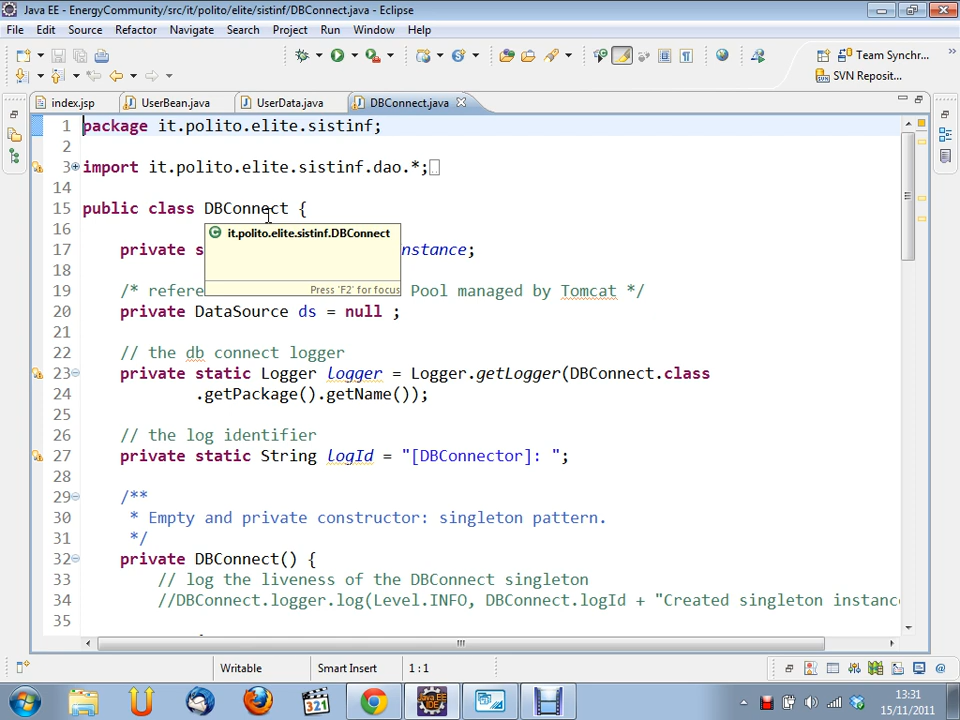 Java EE - EnergyCommunity/src/it/polito/elite/sistinf/DBConnect.java - Eclipse
File Edit Source Refactor Navigate Search Project Run Window Help
Team Synchr...
SVN Reposit...
index.jsp UserBean.java UserData.java DBConnect.java
1 package it.polito.elite.sistinf;
2
3 import it.polito.elite.sistinf.dao.*;
14
15 public class DBConnect {
16
it.polito.elite.sistinf.DBConnect
17 private s nstance;
18
Press 'F2' for focus
19 /* refere Pool managed by Tomcat */
20 private DataSource ds = null ;
21
22 // the db connect logger
23 private static Logger logger = Logger.getLogger(DBConnect.class
24 .getPackage().getName());
25
26 // the log identifier
27 private static String logId = "[DBConnector]: ";
28
29 /**
30 * Empty and private constructor: singleton pattern.
31 */
32 private DBConnect() {
33 // log the liveness of the DBConnect singleton
34 //DBConnect.logger.log(Level.INFO, DBConnect.logId + "Created singleton instanc
35
Writable Smart Insert 1 : 1
321
Java EE
IDE
13:31
15/11/2011